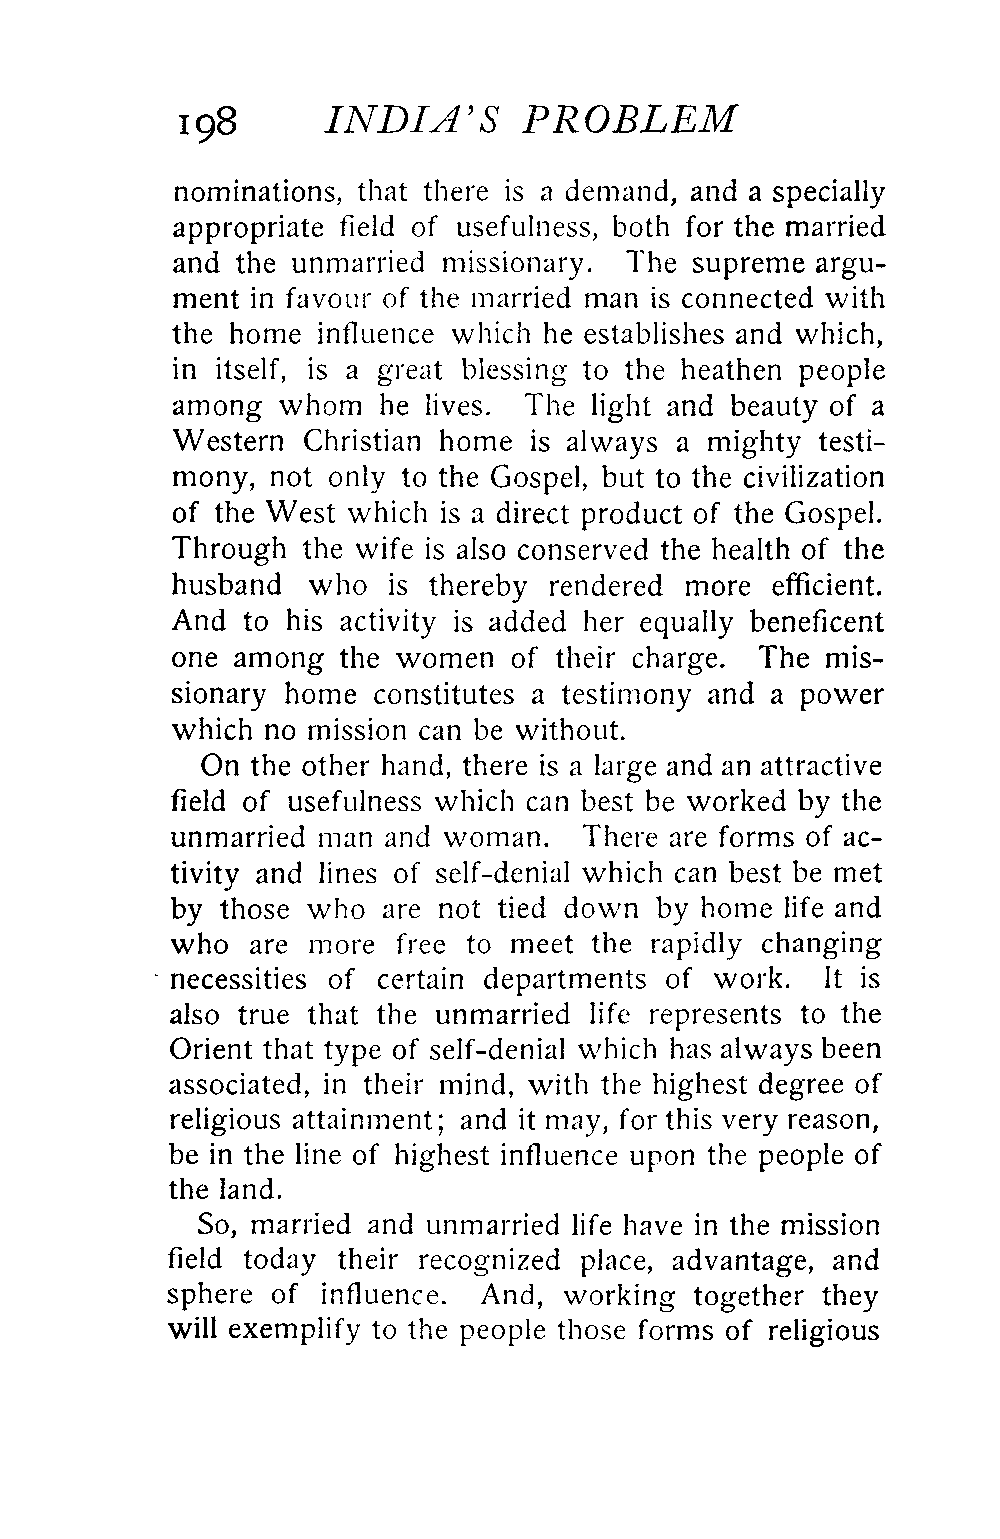 198 INDIA'S PROBLEM
nominations, that there is a demand, and a specially
appropriate field of usefulness, both for the married
and the unmarried missionary. The supreme argu-
ment in favour of the married man is connected with
the home influence which he establishes and which,
in itself, is a great blessing to the heathen people
among whom he lives. The light and beauty of a
Western Christian home is always a mighty testi-
mony, not only to the Gospel, but to the civilization
of the West which is a direct product of the Gospel.
Through the wife is also conserved the health of the
husband who is thereby rendered more efficient.
And to his activity is added her equally beneficent
one among the women of their charge. The mis-
sionary home constitutes a testimony and a power
which no mission can be without.
On the other hand, there is a large and an attractive
field of usefulness which can best be worked by the
unmarried man and woman. There are forms of ac-
tivity and lines of self-denial which can best be met
by those who are not tied down by home life and
who are more free to meet the rapidly changing
necessities of certain departments of work. It is
also true that the unmarried life represents to the
Orient that type of self-denial which has always been
associated, in their mind, with the highest degree of
religious attainment; and it may, for this very reason,
be in the line of highest influence upon the people of
the land.
So, married and unmarried life have in the mission
field today their recognized place, advantage, and
sphere of influence. And, working together they
will exemplify to the people those forms of religious